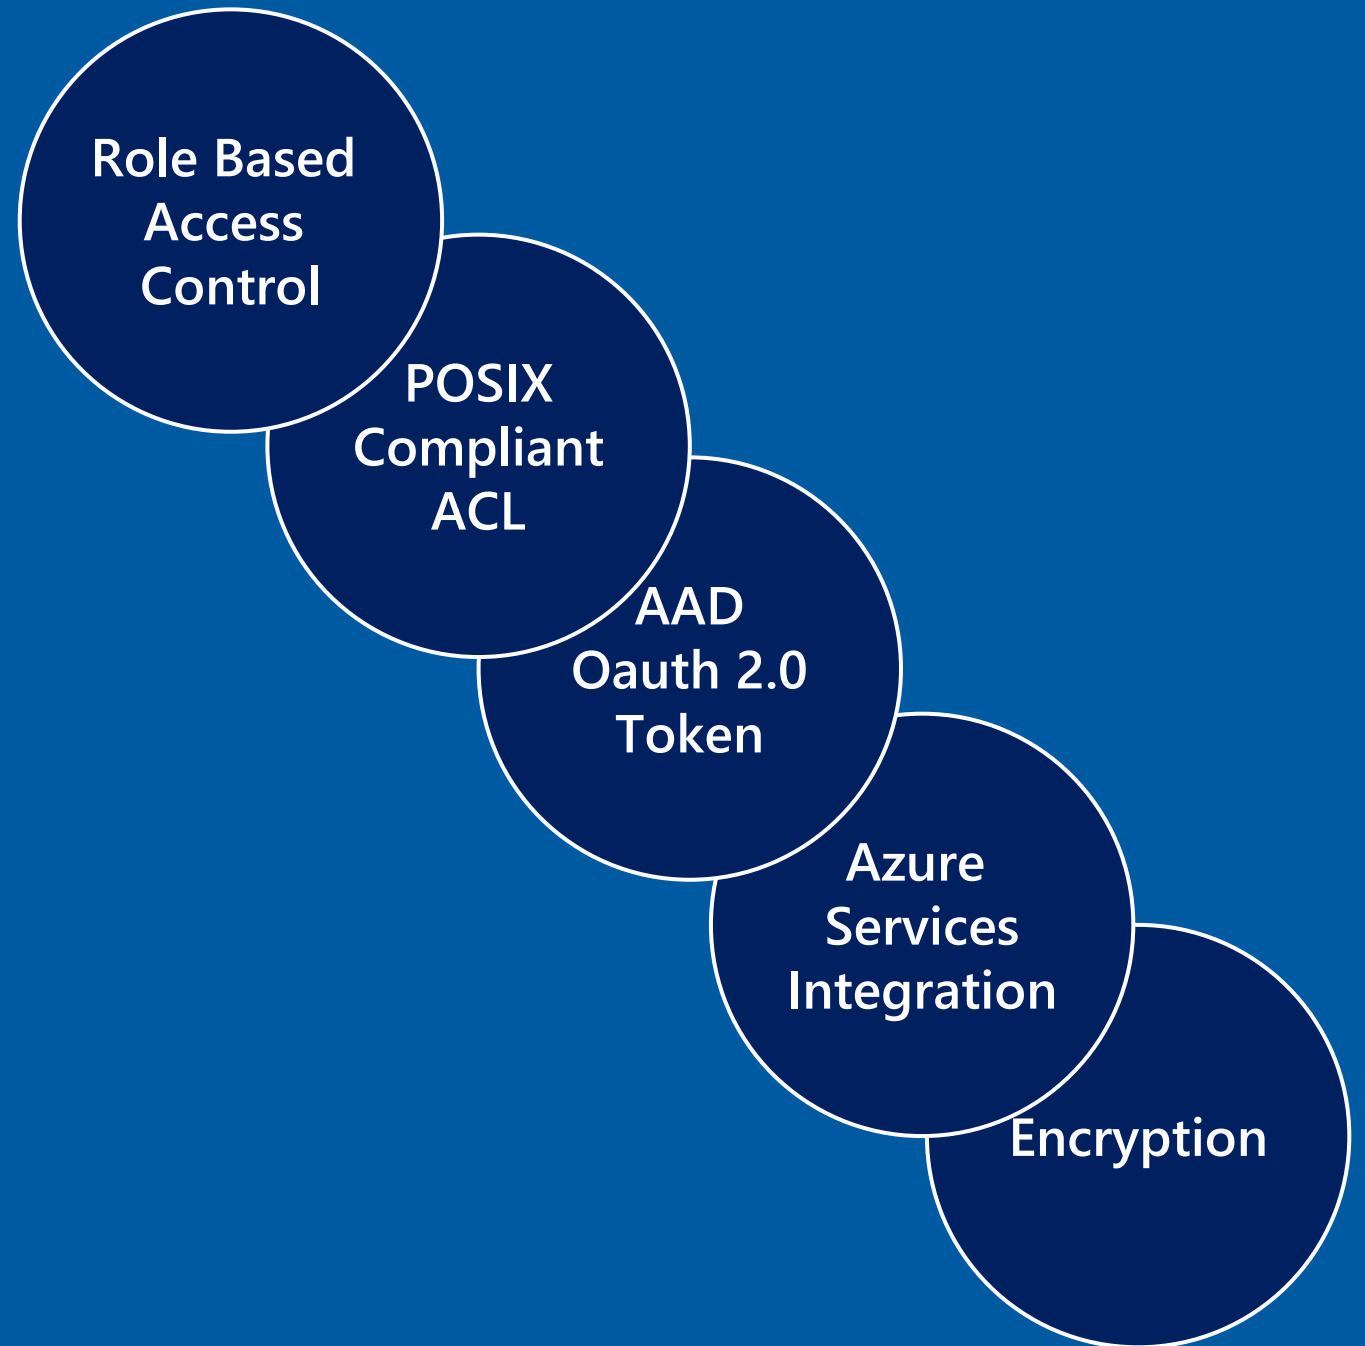 Role Based
Access
Control
POSIX
Compliant
ACL
AAD
Oauth 2.0
Token
Azure
Services
Integration
Encryption